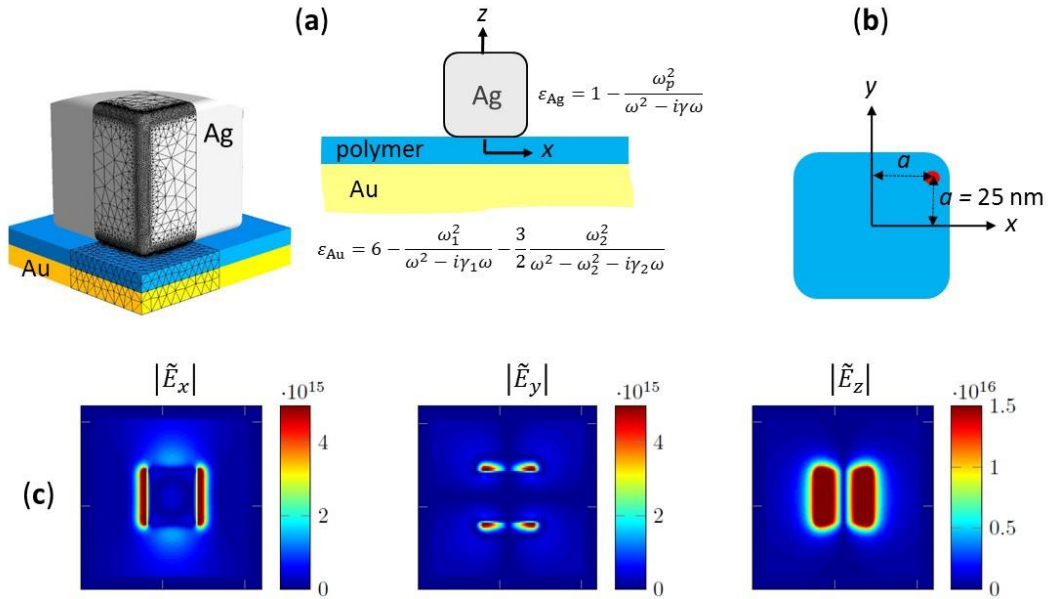 (a)
(b)
z
Ag
Ag
ε_Ag = 1 − ω_p^2 / (ω^2 − iγω)
polymer
x
Au
Au
ε_Au = 6 − ω_1^2 / (ω^2 − iγ_1ω) − 3/2 ω_2^2 / (ω^2 − ω_2^2 − iγ_2ω)
y
a
a = 25 nm
x
(c)
|Ẽ_x|
·10^15
4
2
0
|Ẽ_y|
·10^15
4
2
0
|Ẽ_z|
·10^16
1.5
1
0.5
0